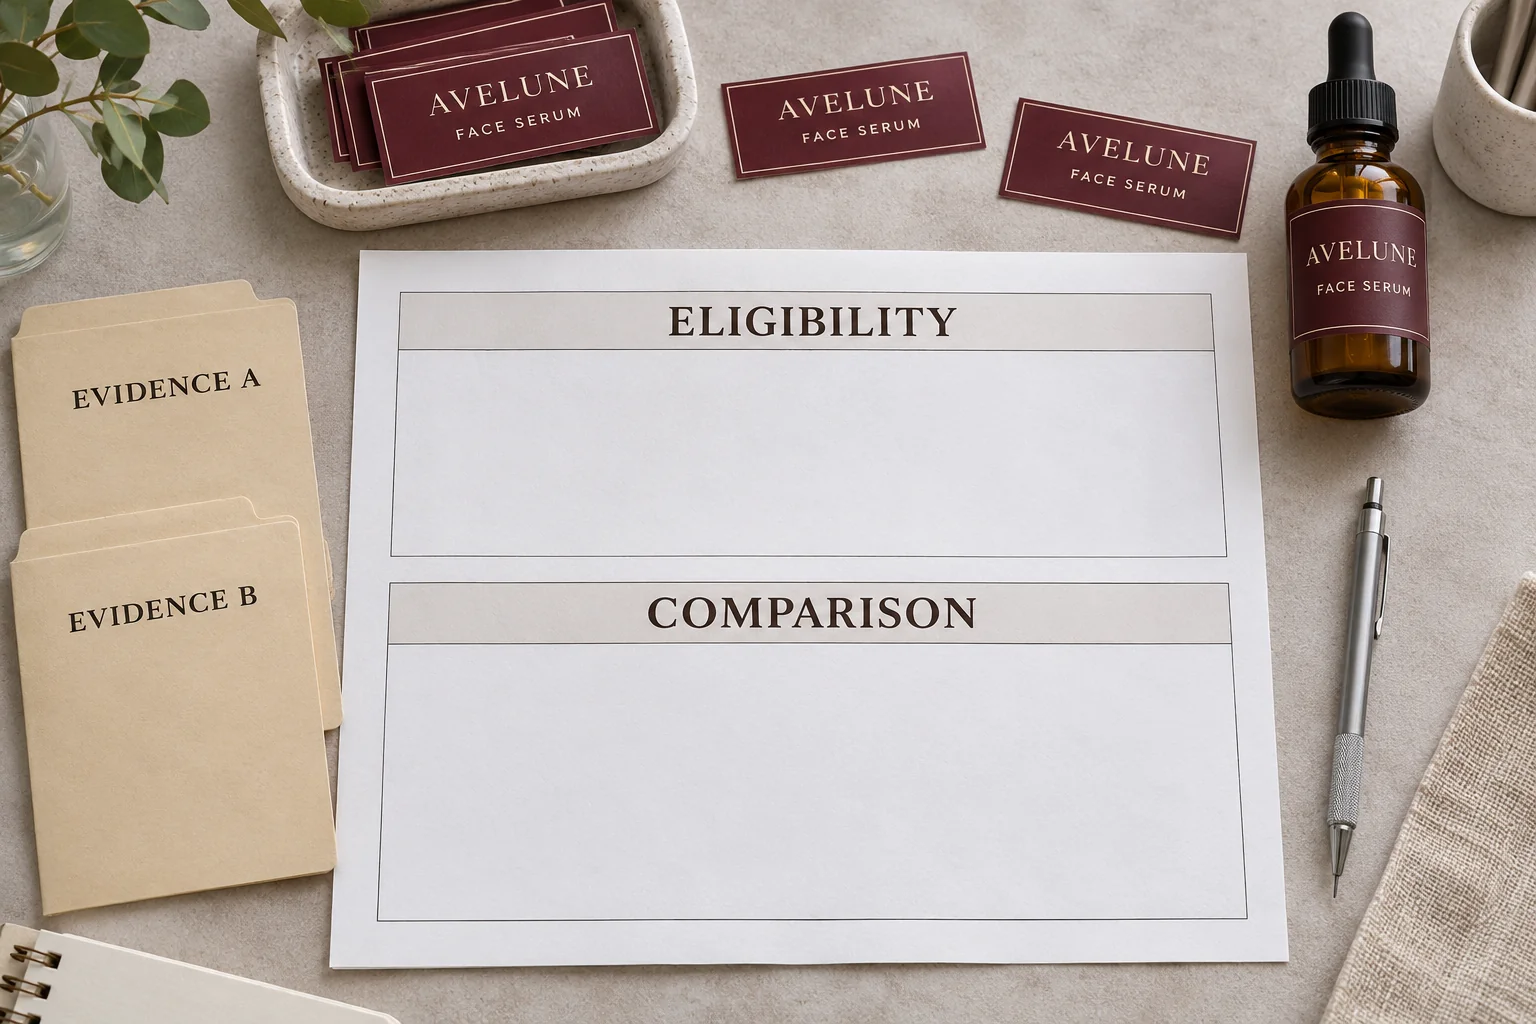 AVELUNE
FACE SERUM
AVELUNE
FACE SERUM
AVELUNE
FACE SERUM
AVELUNE
FACE SERUM
EVIDENCE A
EVIDENCE B
ELIGIBILITY
COMPARISON